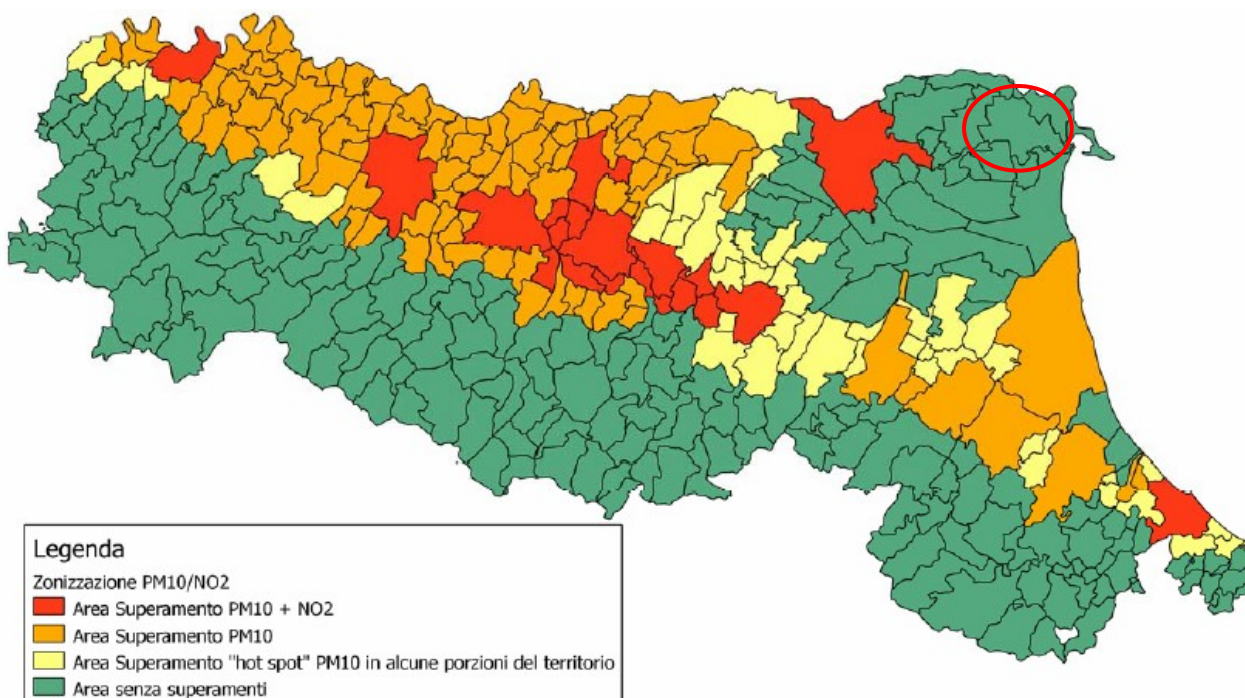 Legenda
Zonizzazione PM10/NO2
Area Superamento PM10 + NO2
Area Superamento PM10
Area Superamento "hot spot" PM10 in alcune porzioni del territorio
Area senza superamenti